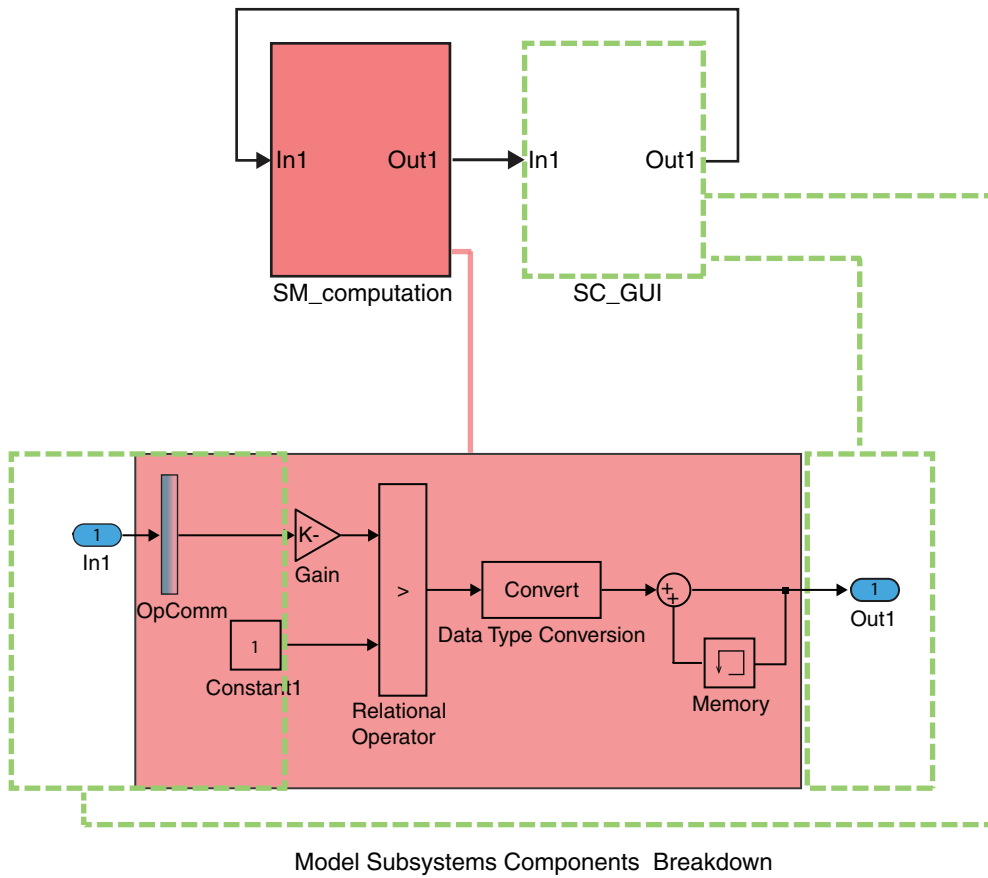 In1
Out1
In1
Out1
SM_computation
SC_GUI
1
In1
OpComm
K-
Gain
1
Constant1
>
Relational
Operator
Convert
Data Type Conversion
+
+
Memory
1
Out1
Model Subsystems Components Breakdown